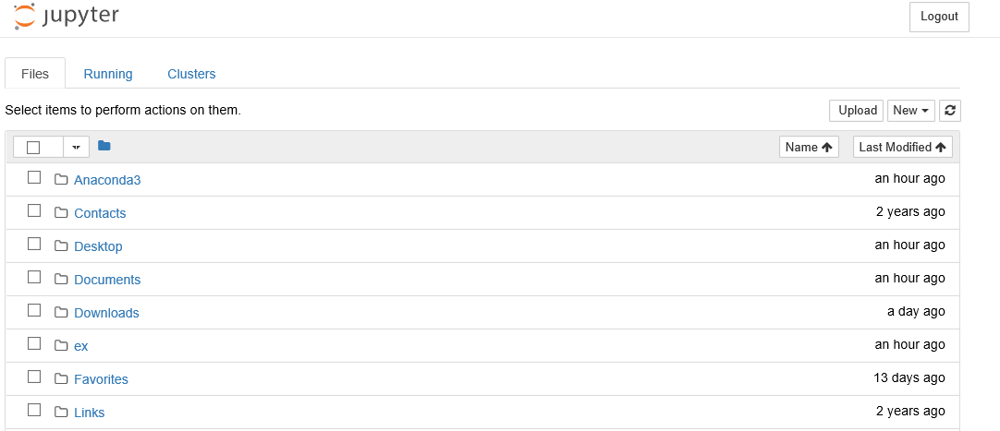 jupyter Logout
Files Running Clusters
Select items to perform actions on them. Upload New
Name Last Modified
Anaconda3 an hour ago
Contacts 2 years ago
Desktop an hour ago
Documents an hour ago
Downloads a day ago
ex an hour ago
Favorites 13 days ago
Links 2 years ago